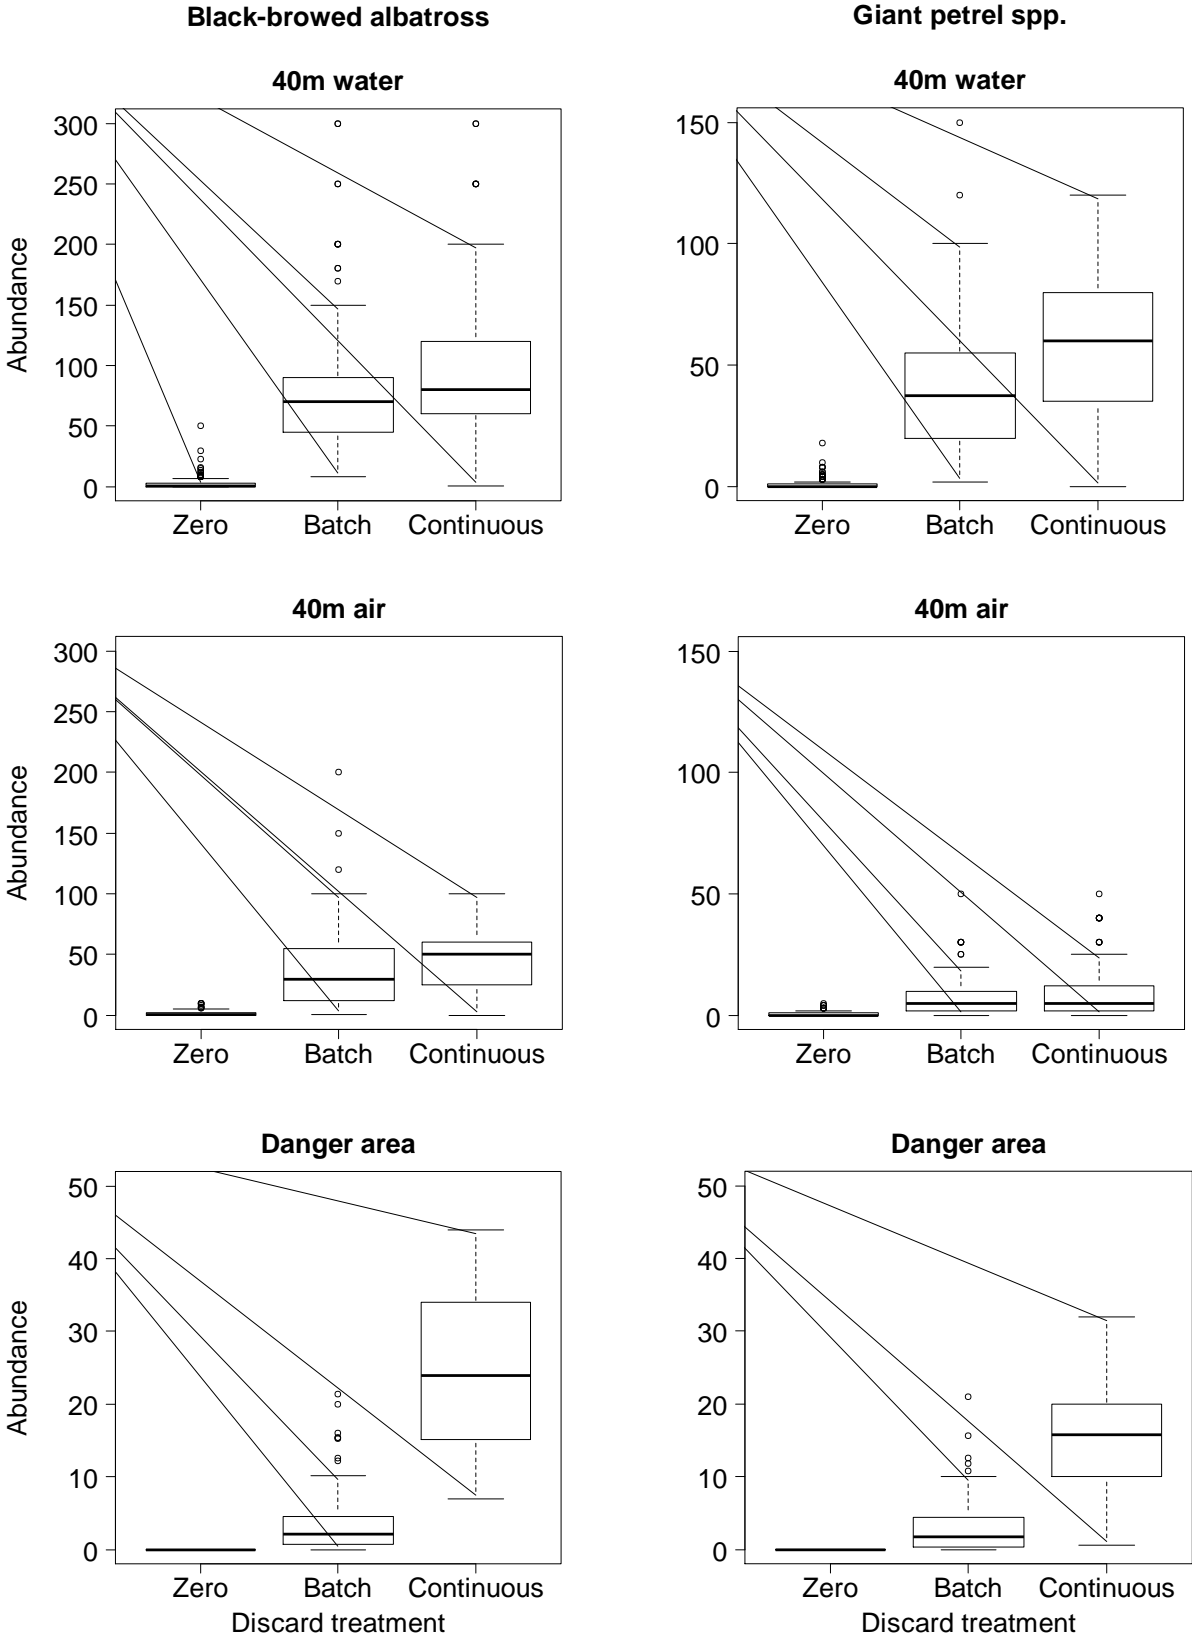 Black-browed albatross
Giant petrel spp.
40m water
40m water
Abundance
300
250
200
150
100
50
0
Zero Batch Continuous
150
100
50
0
Zero Batch Continuous
40m air
40m air
Abundance
300
250
200
150
100
50
0
Zero Batch Continuous
150
100
50
0
Zero Batch Continuous
Danger area
Danger area
Abundance
50
40
30
20
10
0
Zero Batch Continuous
Discard treatment
50
40
30
20
10
0
Zero Batch Continuous
Discard treatment